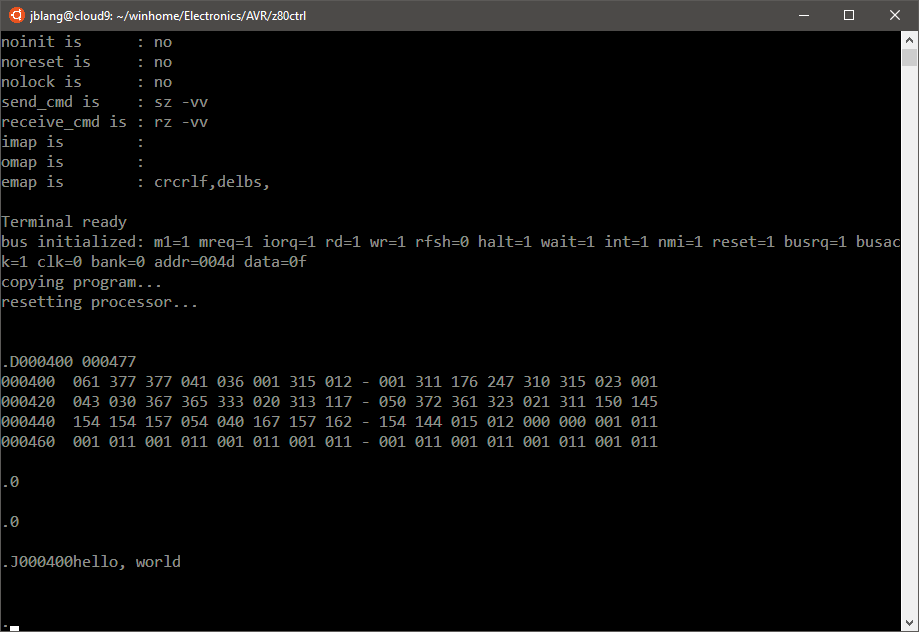 jblang@cloud9: ~/winhome/Electronics/AVR/z80ctrl
noinit is      : no
noreset is     : no
nolock is      : no
send_cmd is    : sz -vv
receive_cmd is : rz -vv
imap is        :
omap is        :
emap is        : crcrlf,delbs,
Terminal ready
bus initialized: m1=1 mreq=1 iorq=1 rd=1 wr=1 rfsh=0 halt=1 wait=1 int=1 nmi=1 reset=1 busrq=1 busac
k=1 clk=0 bank=0 addr=004d data=0f
copying program...
resetting processor...
.D000400 000477
000400  061 377 377 041 036 001 315 012 - 001 311 176 247 310 315 023 001
000420  043 030 367 365 333 020 313 117 - 050 372 361 323 021 311 150 145
000440  154 154 157 054 040 167 157 162 - 154 144 015 012 000 000 001 011
000460  001 011 001 011 001 011 001 011 - 001 011 001 011 001 011 001 011
.0
.0
.J000400hello, world
.